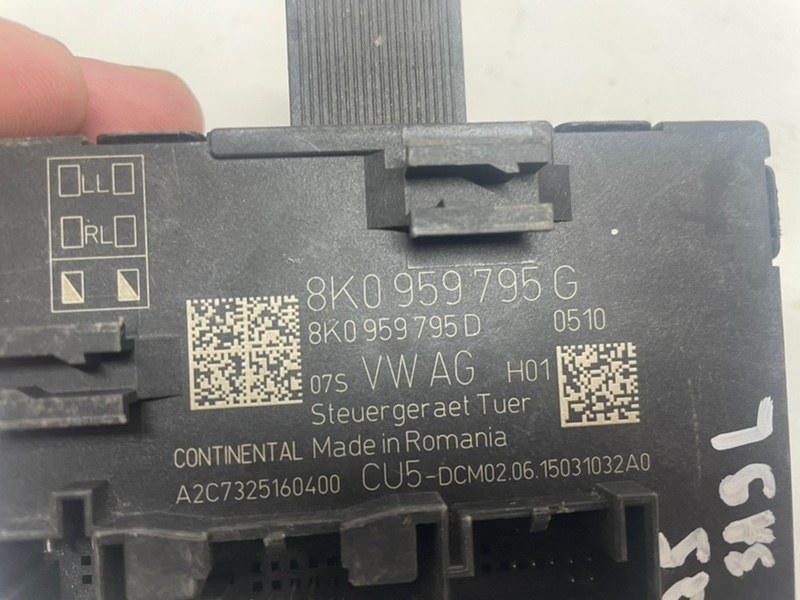 LL
RL
8K0 959 795 G
8K0 959 795 D 0510
07S VW AG H01
Steuergeraet Tuer
CONTINENTAL Made in Romania
A2C7325160400 CU5-DCM02.06.15031032A0